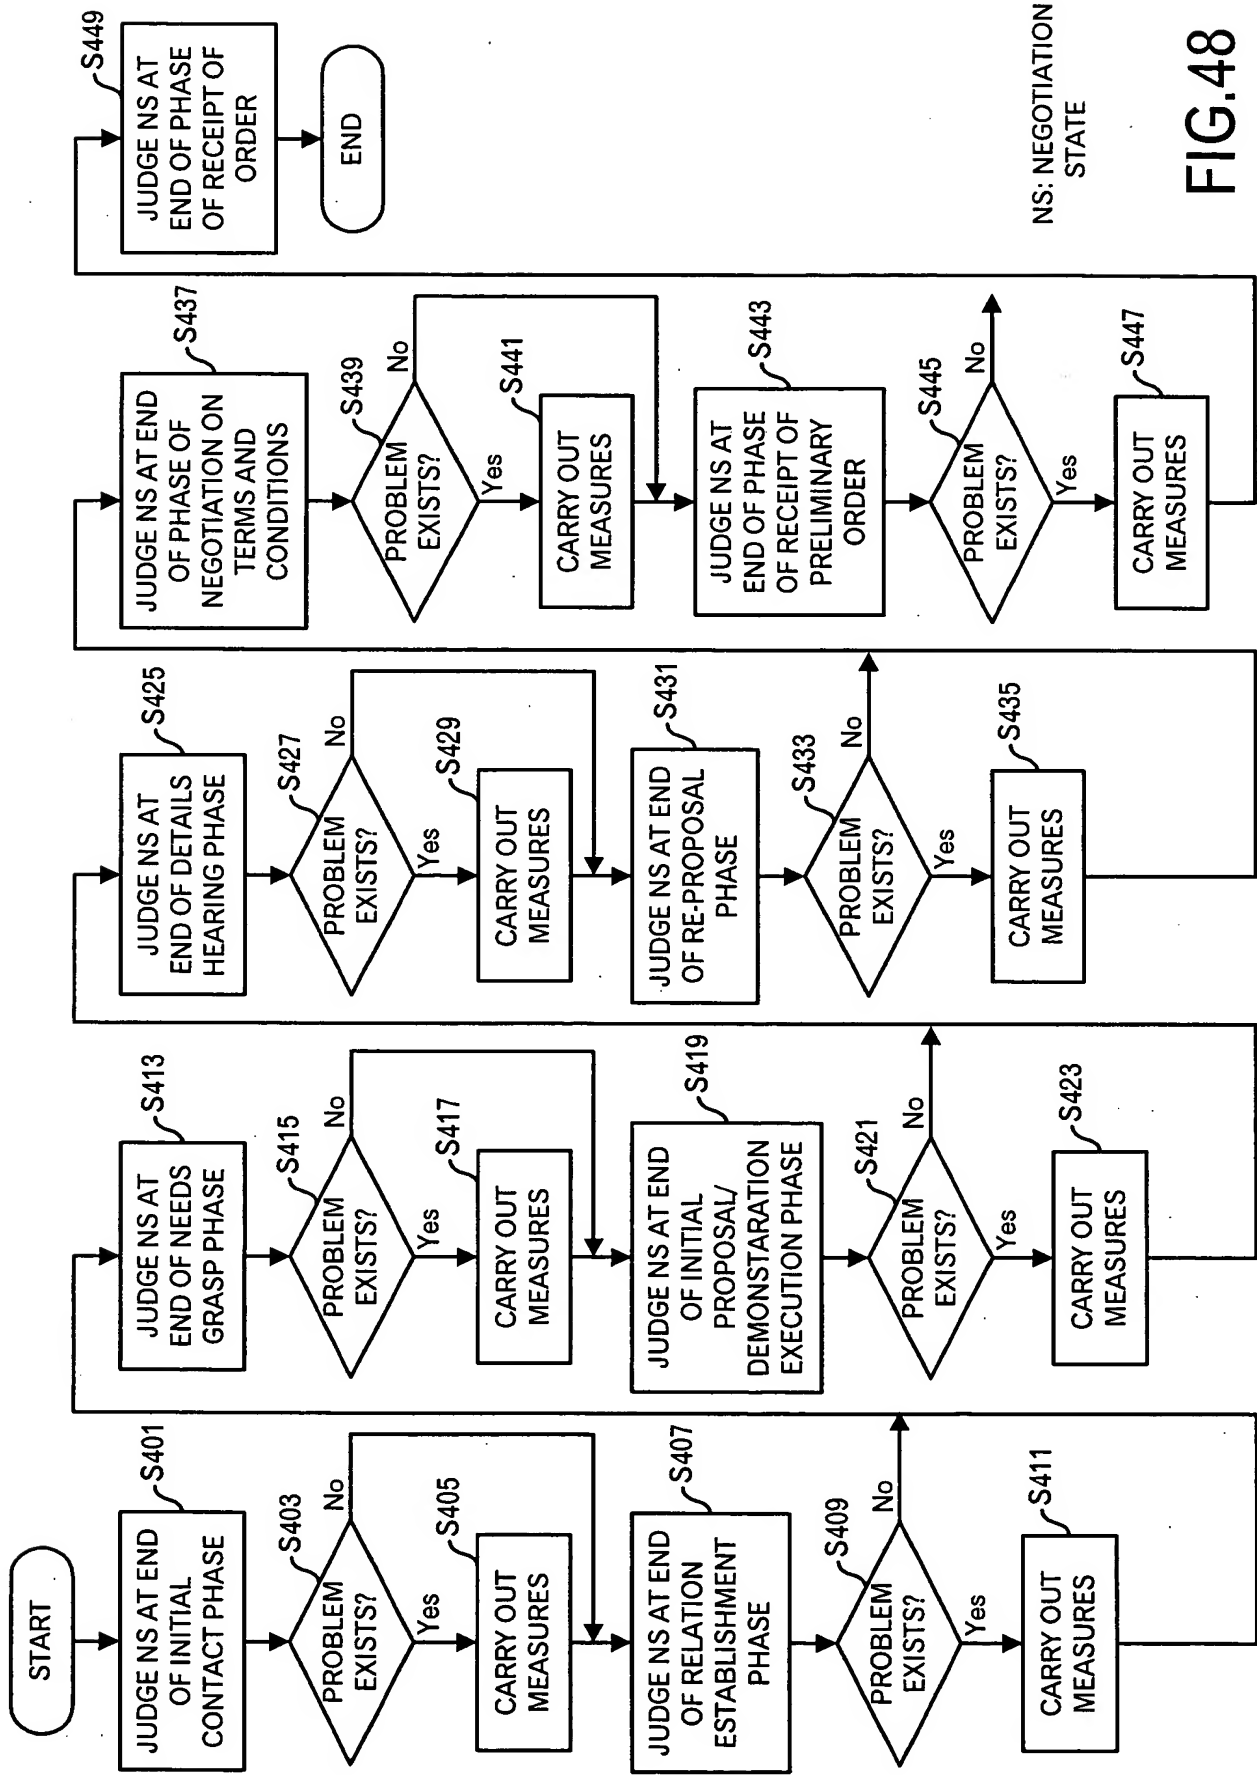 START
S401
JUDGE NS AT END
OF INITIAL
CONTACT PHASE
S403
PROBLEM
EXISTS?
No
Yes
S405
CARRY OUT
MEASURES
S407
JUDGE NS AT END
OF RELATION
ESTABLISHMENT
PHASE
S409
PROBLEM
EXISTS?
No
Yes
S411
CARRY OUT
MEASURES
S413
JUDGE NS AT
END OF NEEDS
GRASP PHASE
S415
PROBLEM
EXISTS?
No
Yes
S417
CARRY OUT
MEASURES
S419
JUDGE NS AT END
OF INITIAL
PROPOSAL/
DEMONSTARATION
EXECUTION PHASE
S421
PROBLEM
EXISTS?
No
Yes
S423
CARRY OUT
MEASURES
S425
JUDGE NS AT
END OF DETAILS
HEARING PHASE
S427
PROBLEM
EXISTS?
No
Yes
S429
CARRY OUT
MEASURES
S431
JUDGE NS AT END
OF RE-PROPOSAL
PHASE
S433
PROBLEM
EXISTS?
No
Yes
S435
CARRY OUT
MEASURES
S437
JUDGE NS AT END
OF PHASE OF
NEGOTIATION ON
TERMS AND
CONDITIONS
S439
PROBLEM
EXISTS?
No
Yes
S441
CARRY OUT
MEASURES
S443
JUDGE NS AT
END OF PHASE
OF RECEIPT OF
PRELIMINARY
ORDER
S445
PROBLEM
EXISTS?
No
Yes
S447
CARRY OUT
MEASURES
S449
JUDGE NS AT
END OF PHASE
OF RECEIPT OF
ORDER
END
NS: NEGOTIATION
STATE
FIG.48